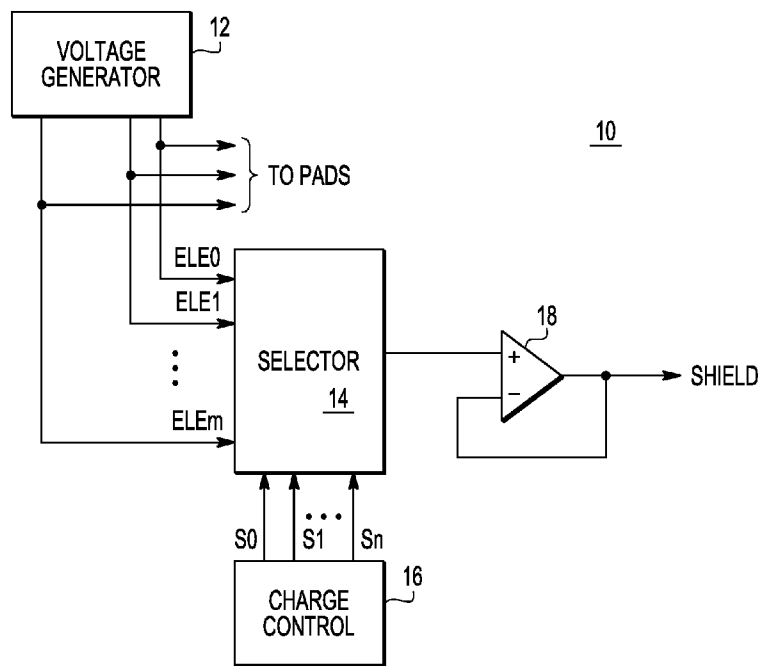 VOLTAGE
GENERATOR
12
10
TO PADS
ELE0
ELE1
ELEm
SELECTOR
14
+
−
18
SHIELD
S0 S1 Sn
CHARGE
CONTROL
16